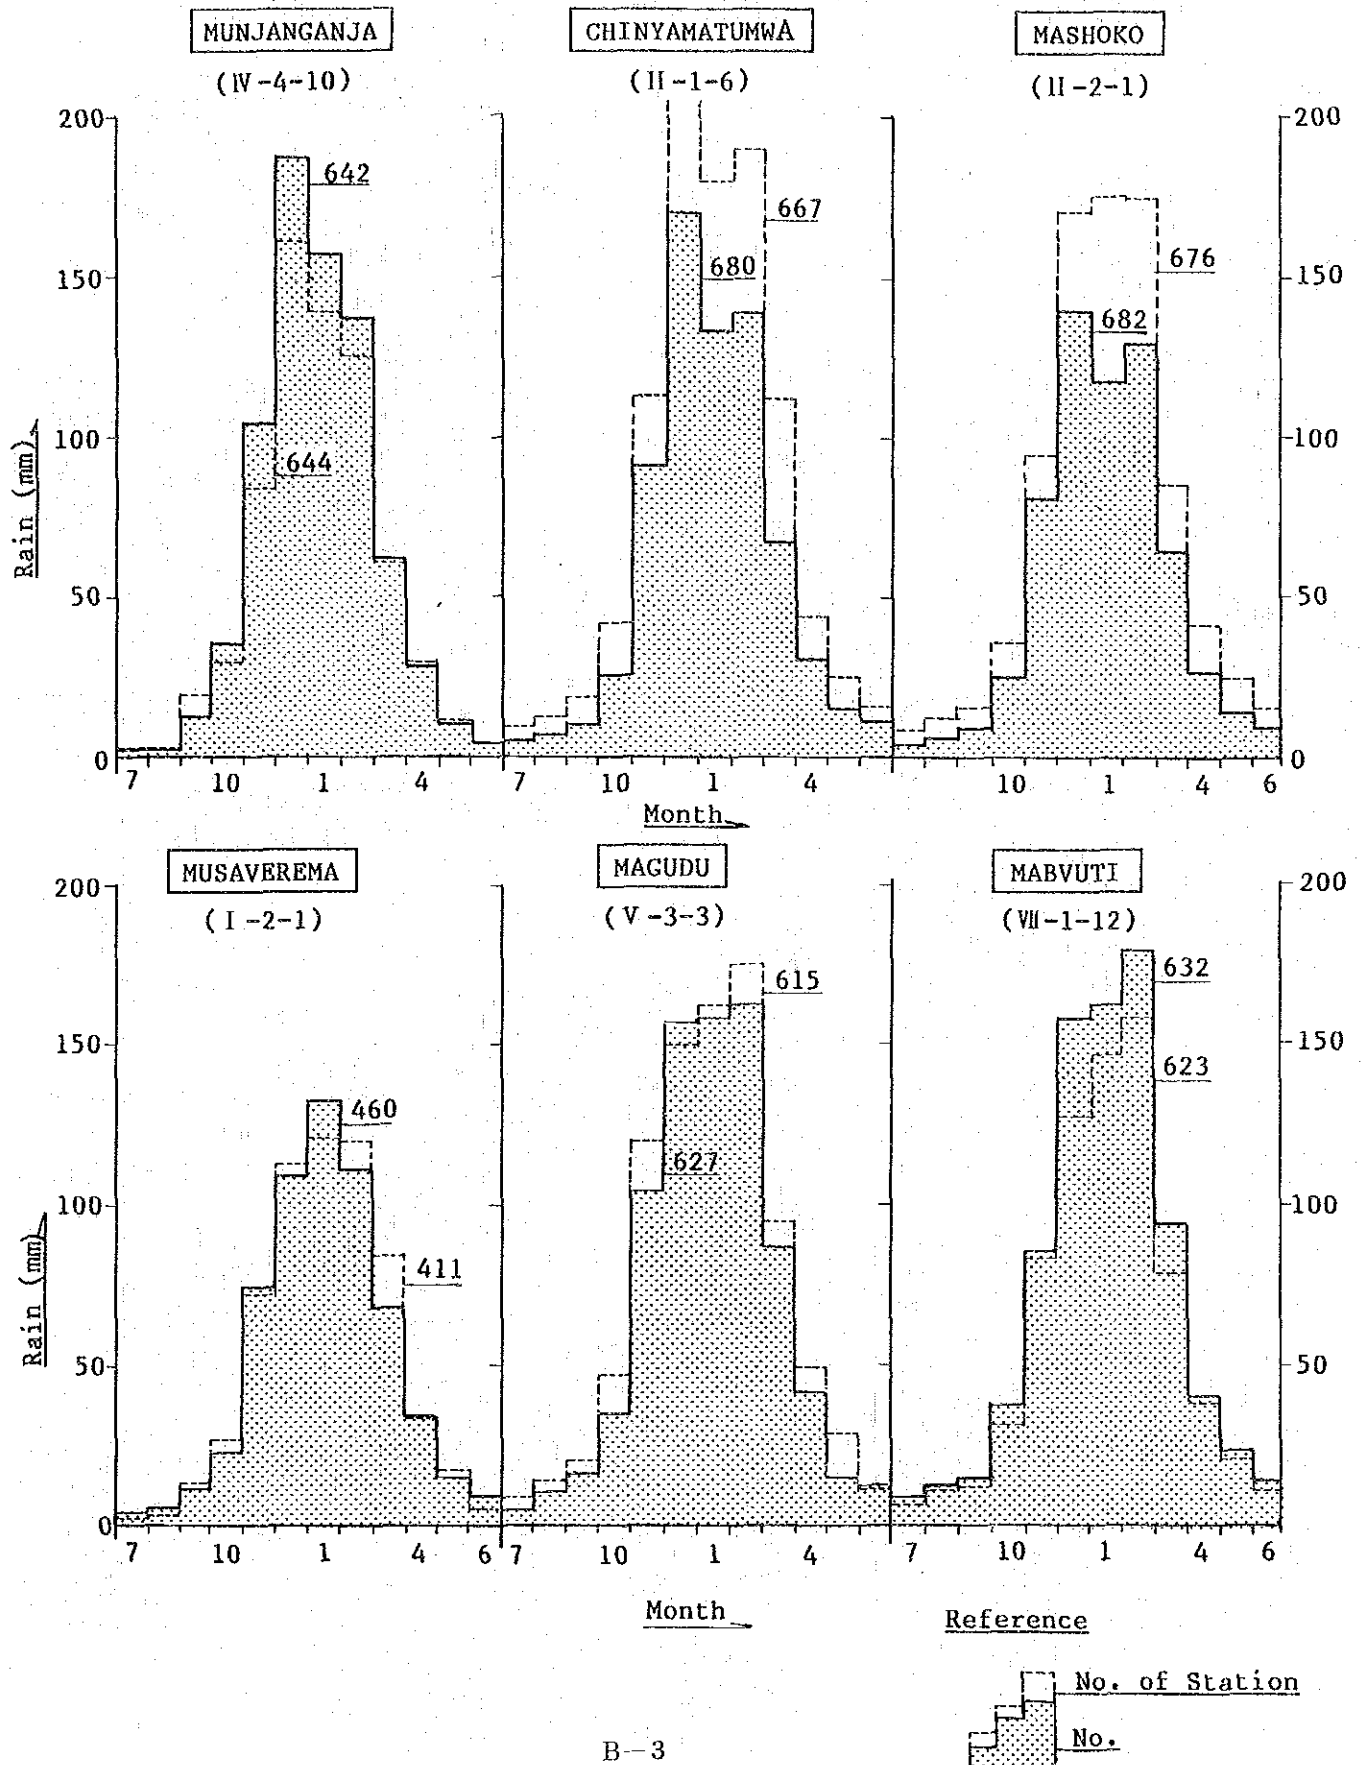 MUNJANGANJA
CHINYAMATUMWA
MASHOKO
(IV-4-10)
(II-1-6)
(II-2-1)
200
150
100
50
0
Rain (mm)
642
644
667
680
676
682
200
150
100
50
0
7 10 1 4
7 10 1 4
10 1 4 6
Month
MUSAVEREMA
MAGUDU
MABVUTI
(I-2-1)
(V-3-3)
(VII-1-12)
200
150
100
50
0
Rain (mm)
460
411
615
627
632
623
200
150
100
50
7 10 1 4 6
7 10 1 4
7 10 1 4 6
Month
Reference
No. of Station
No.
B-3